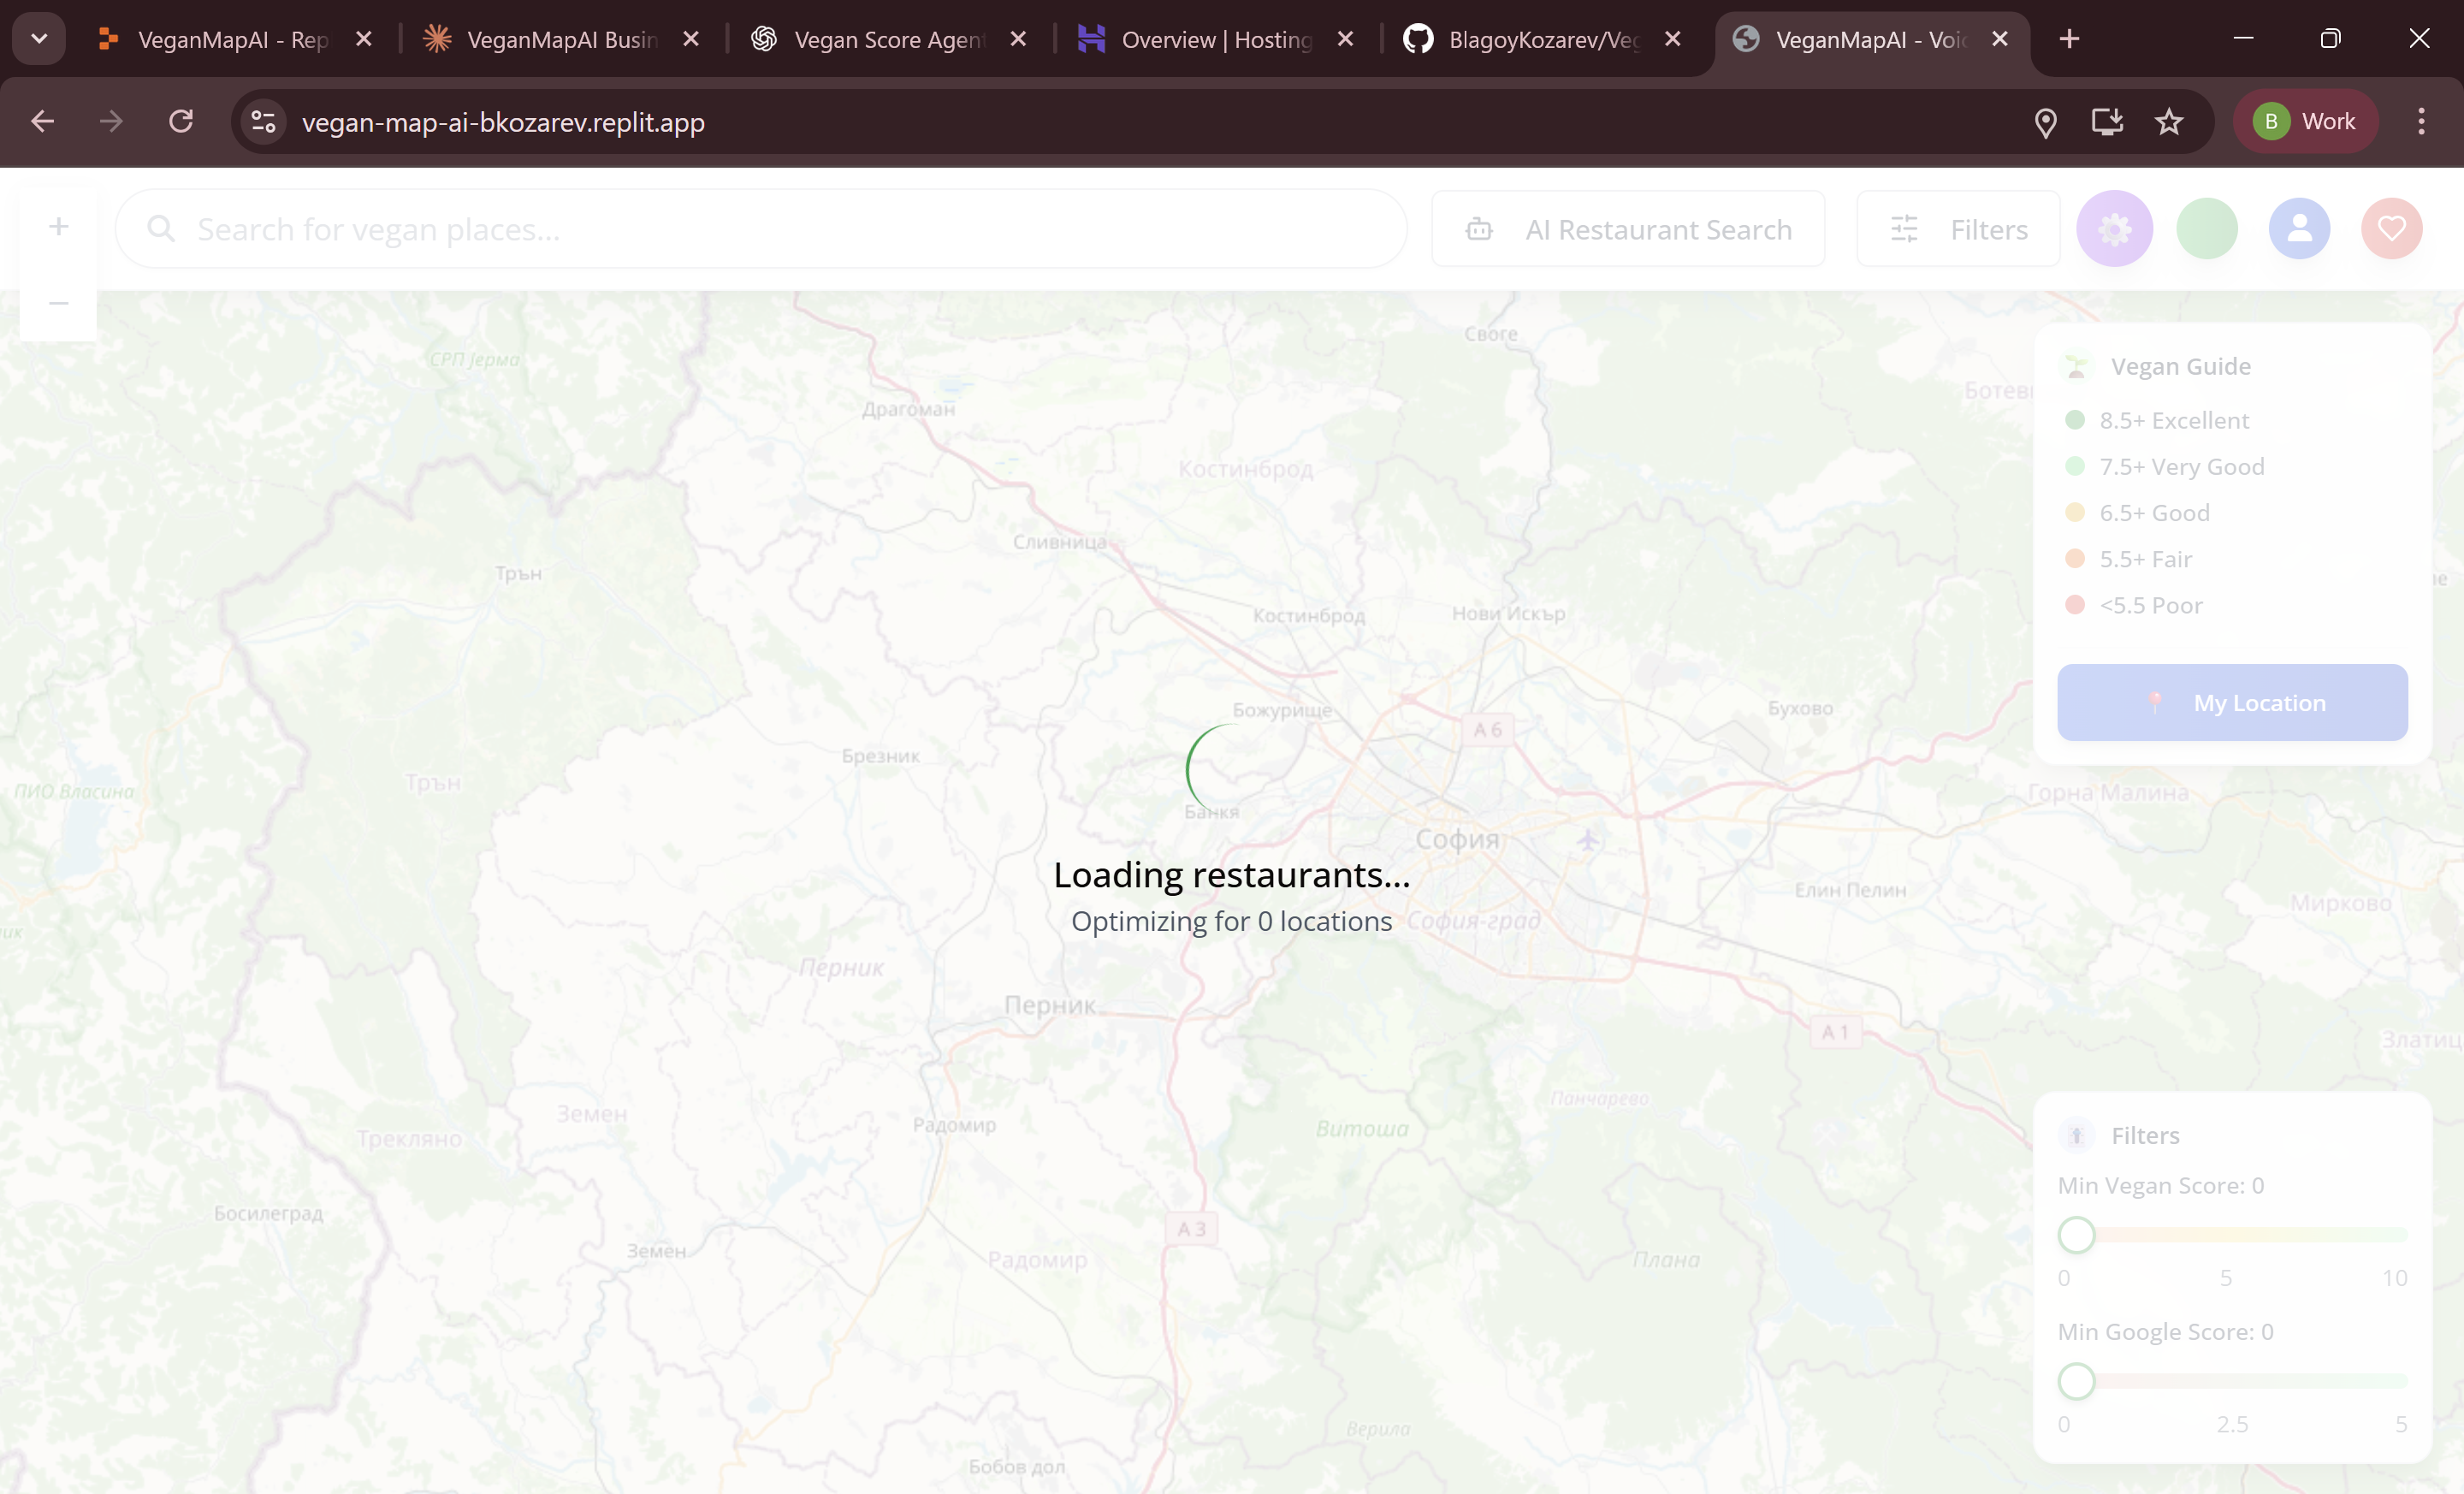 VeganMapAI - Rep
VeganMapAI Busin
Vegan Score Agent
Overview | Hosting
BlagoyKozarev/Veg
VeganMapAI - Voi
vegan-map-ai-bkozarev.replit.app
B Work
+
−
Search for vegan places...
AI Restaurant Search
Filters
Своге
СРП Јерма
Ботев
Драгоман
Костинброд
Сливница
Трън
Костинброд
Нови Искър
Божурище
A 6
Бухово
Брезник
Трън
ПИО Власина
Горна Малина
Банкя
София
Елин Пелин
Мирково
София-град
Перник
Перник
A 1
Златиц
Панчарево
Земен
Радомир
Витоша
Трекляно
Босилеград
A 3
Земен
Радомир
Плана
Верила
Бобов дол
Loading restaurants...
Optimizing for 0 locations
Vegan Guide
8.5+ Excellent
7.5+ Very Good
6.5+ Good
5.5+ Fair
<5.5 Poor
My Location
Filters
Min Vegan Score: 0
0 5 10
Min Google Score: 0
0 2.5 5